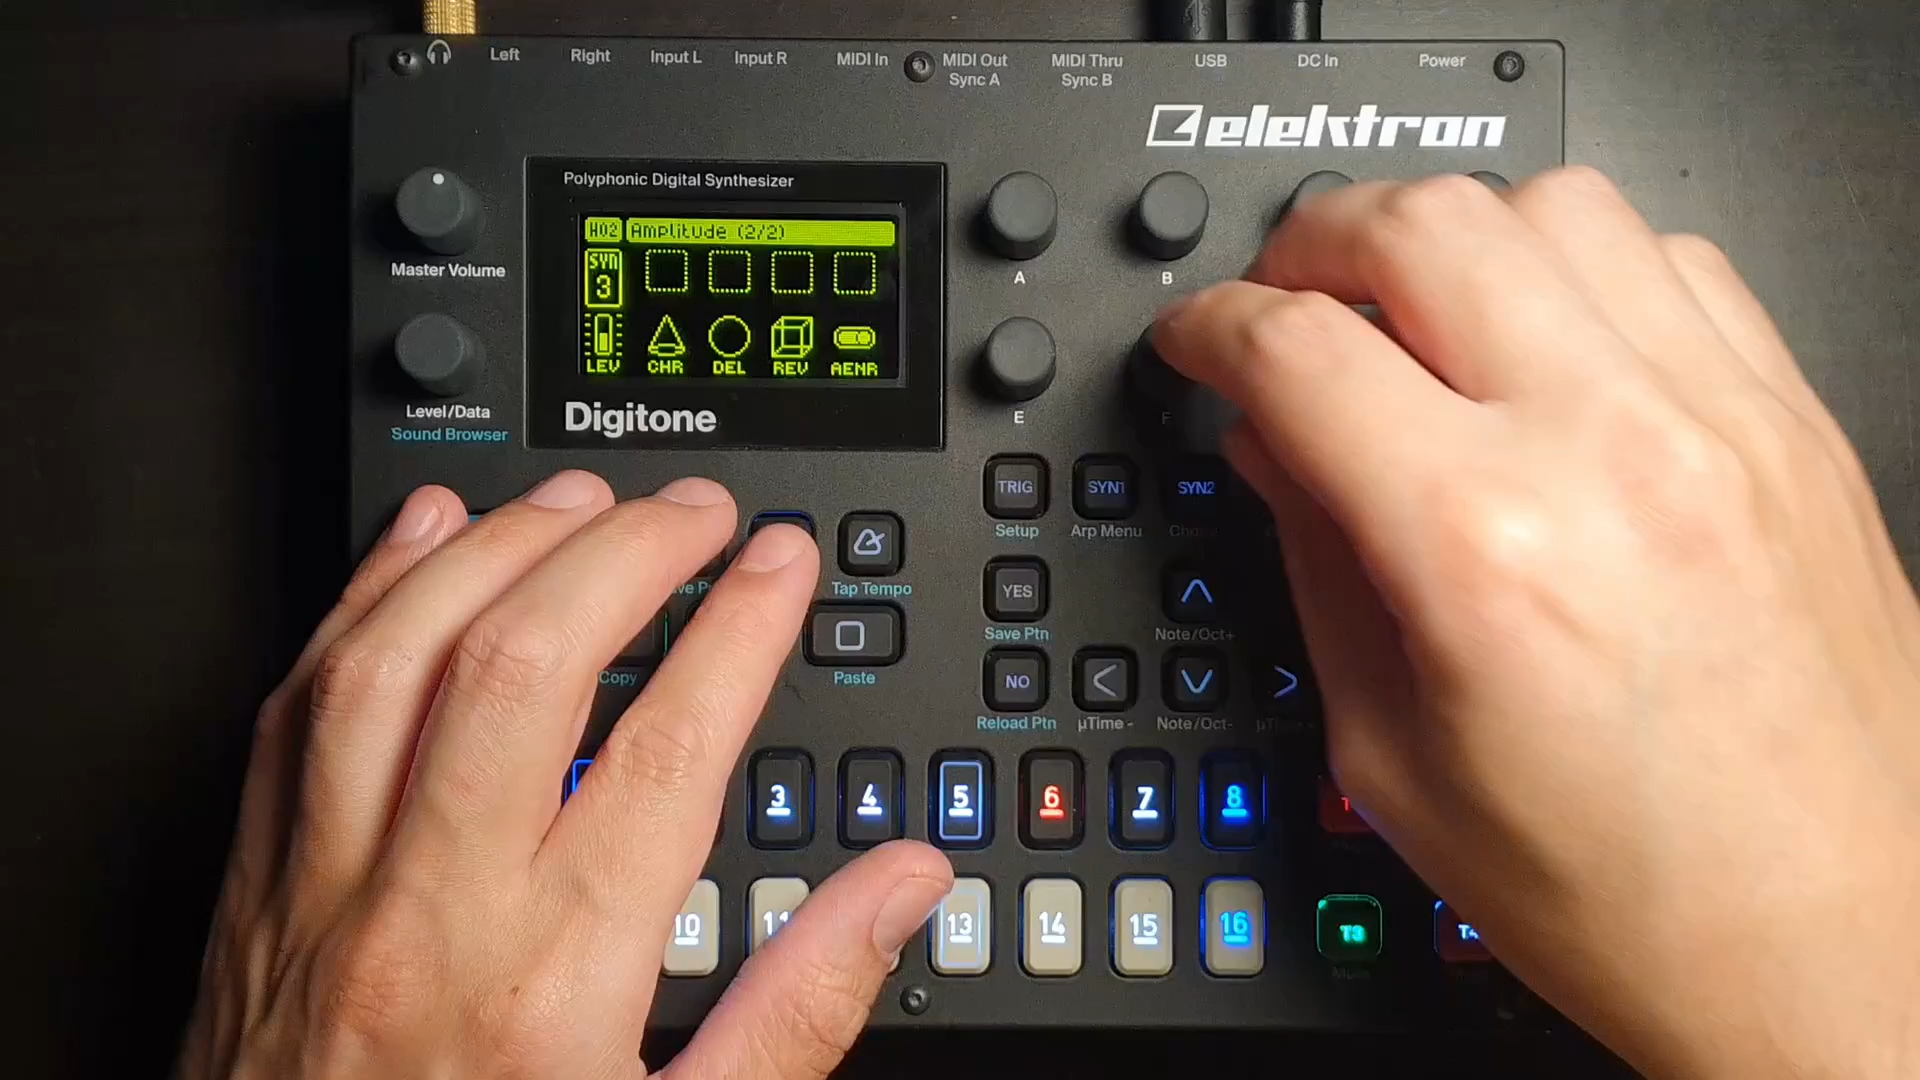 Left Right Input L Input R MIDI In MIDI Out MIDI Thru USB DC In Power
Sync A Sync B
elektron
Polyphonic Digital Synthesizer
H02 Amplitude (2/2)
SYN
3
LEV CHR DEL REV AENR
Digitone
Master Volume
Level/Data
Sound Browser
A B
E F
TRIG SYN1 SYN2
Setup Arp Menu
Tap Tempo
YES
Save Ptn Note/Oct+
Copy Paste
NO
Reload Ptn µTime - Note/Oct-
3 4 5 6 7 8
10 11 13 14 15 16 T3 T4